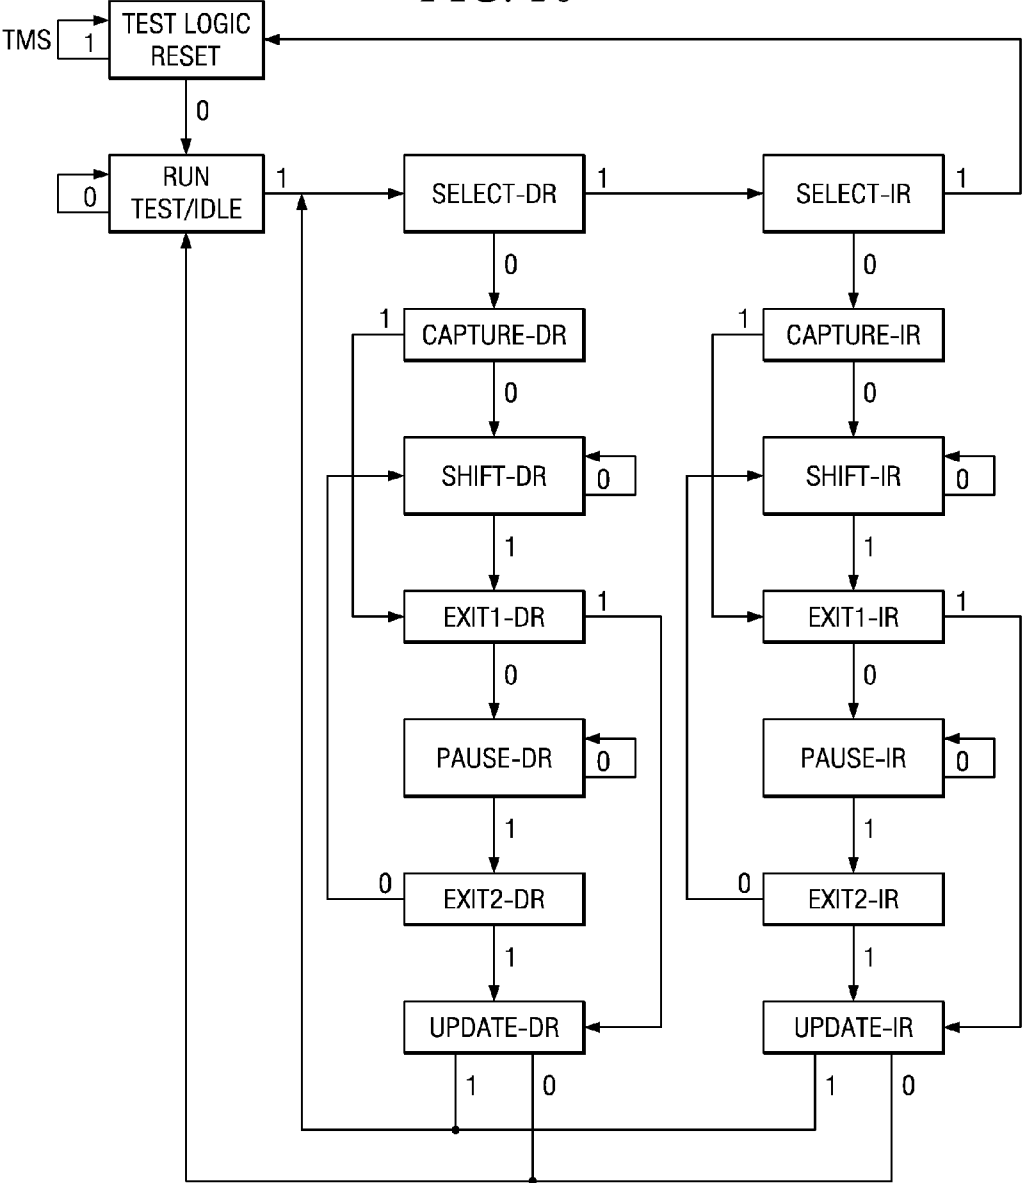 TMS
1
TEST LOGIC
RESET
0
0
RUN
TEST/IDLE
1
SELECT-DR
1
SELECT-IR
1
0
0
1
CAPTURE-DR
1
CAPTURE-IR
0
0
SHIFT-DR
0
SHIFT-IR
0
1
1
EXIT1-DR
1
EXIT1-IR
1
0
0
PAUSE-DR
0
PAUSE-IR
0
1
1
0
EXIT2-DR
0
EXIT2-IR
1
1
UPDATE-DR
UPDATE-IR
1
0
1
0